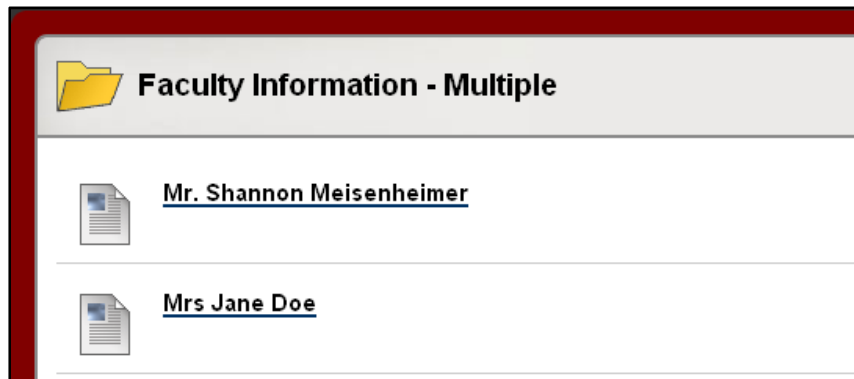 Faculty Information - Multiple
Mr. Shannon Meisenheimer
Mrs Jane Doe